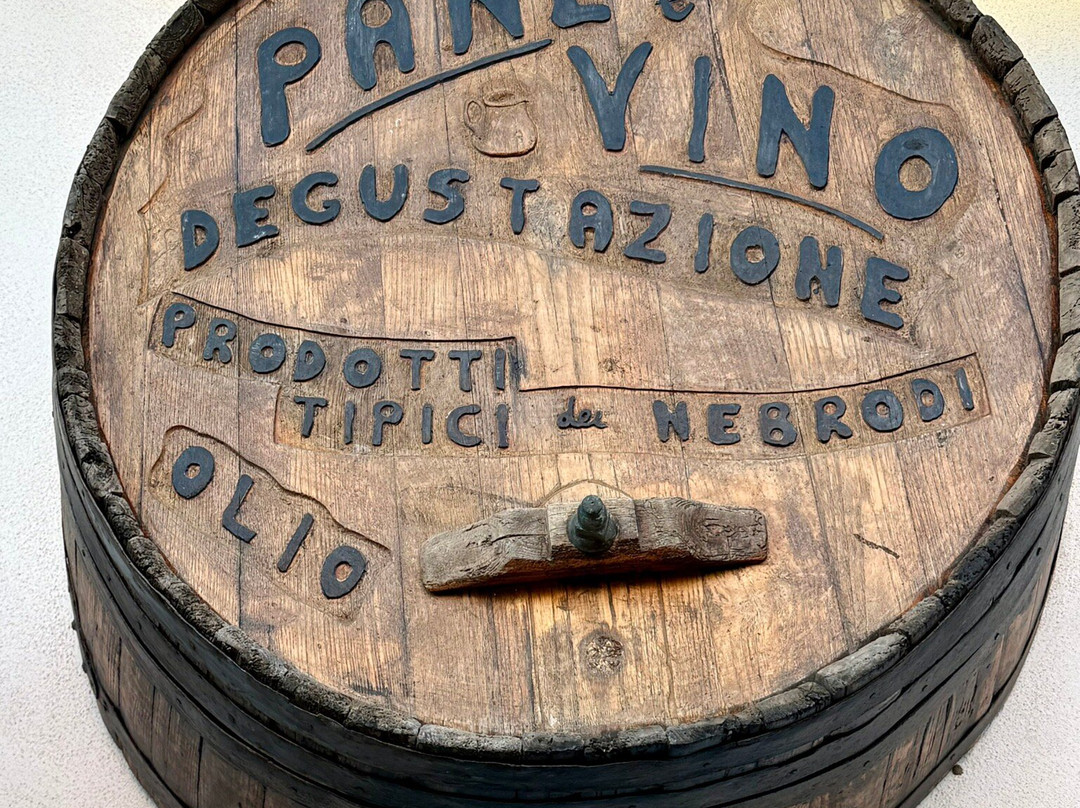 PANE e
VINO
DEGUSTAZIONE
PRODOTTI
TIPICI dei NEBRODI
OLIO